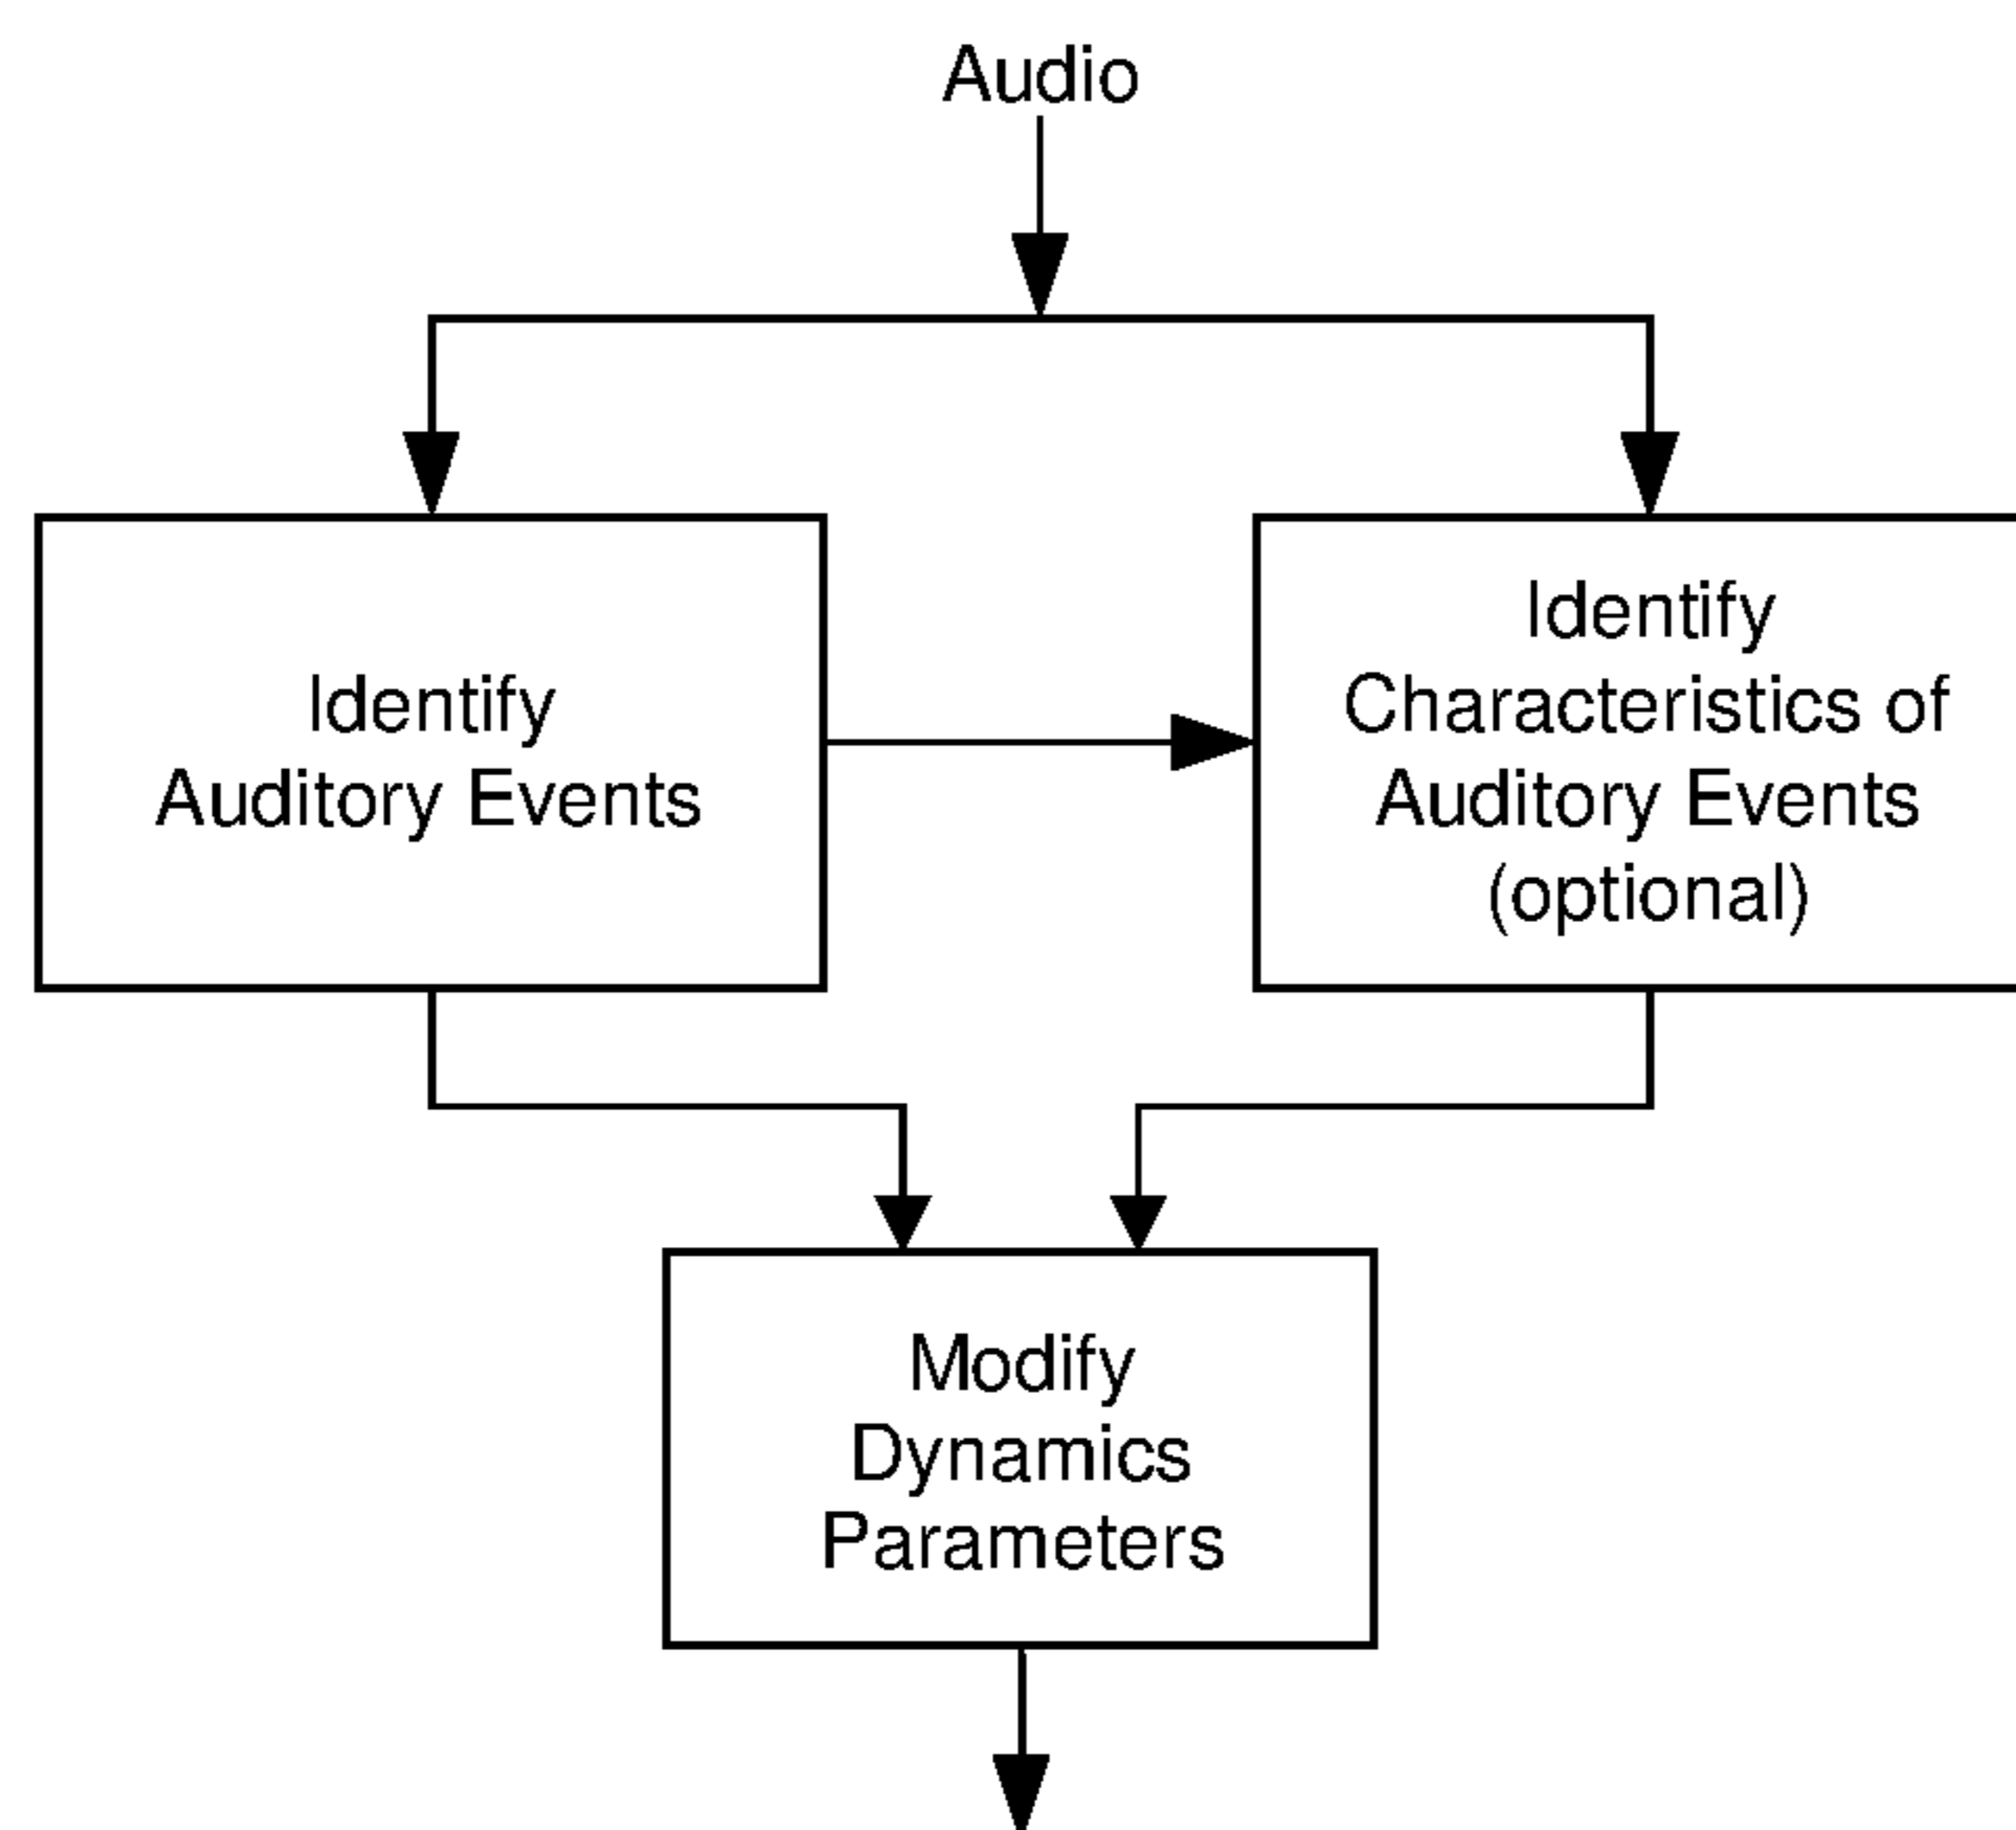 Audio
Identify
Auditory Events
Identify
Characteristics of
Auditory Events
(optional)
Modify
Dynamics
Parameters